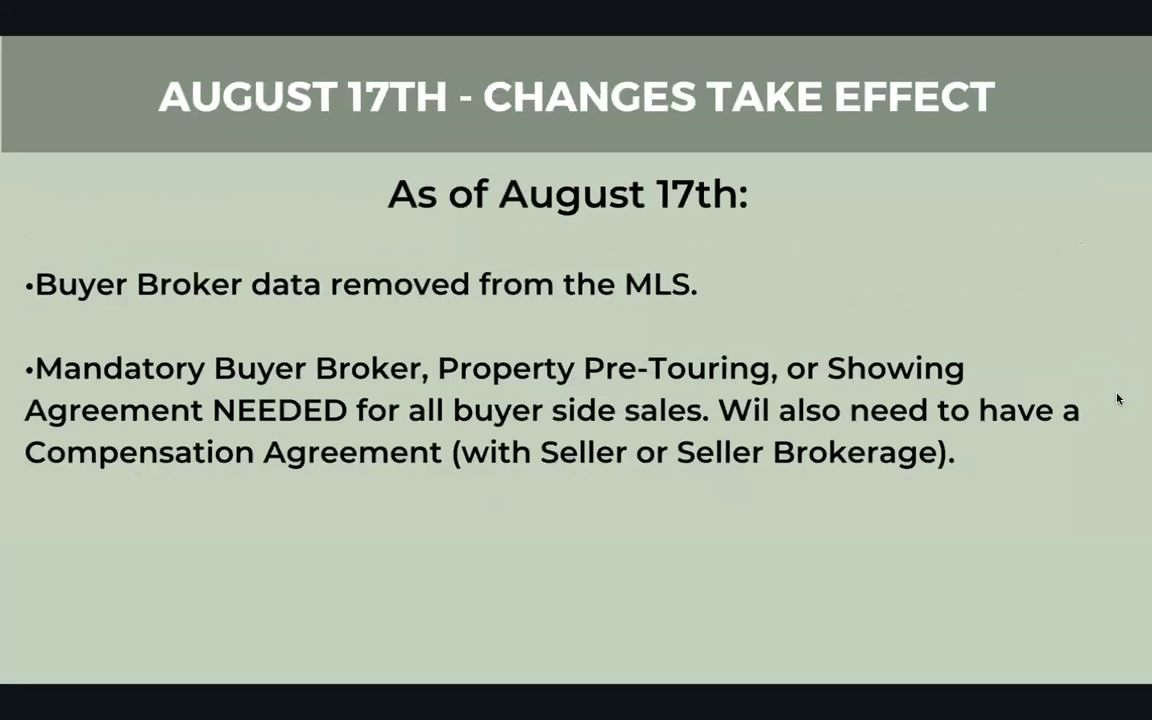 AUGUST 17TH - CHANGES TAKE EFFECT
As of August 17th:
•Buyer Broker data removed from the MLS.
•Mandatory Buyer Broker, Property Pre-Touring, or Showing
Agreement NEEDED for all buyer side sales. Wil also need to have a
Compensation Agreement (with Seller or Seller Brokerage).